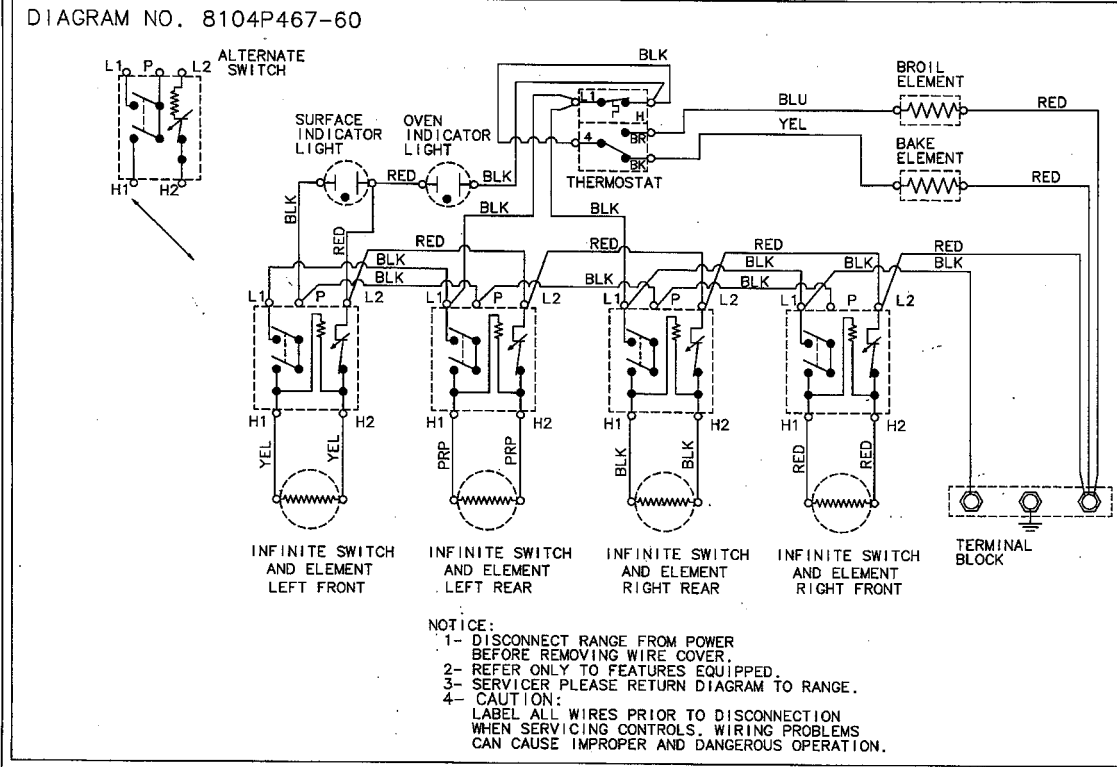 DIAGRAM NO. 8104P467-60
ALTERNATE
SWITCH
L1 P L2
H1 H2
SURFACE
INDICATOR
LIGHT
OVEN
INDICATOR
LIGHT
BLK
L1
P
H
4
BR
BK
THERMOSTAT
BLU
YEL
BROIL
ELEMENT
RED
BAKE
ELEMENT
RED
RED
BLK
BLK
RED
BLK
BLK
RED
BLK
BLK
RED
BLK
RED
BLK
BLK
RED
BLK
L1 P L2
L1 P L2
L1 P L2
L1 P L2
H1 H2
H1 H2
H1 H2
H1 H2
YEL YEL
PRP PRP
BLK BLK
RED RED
INFINITE SWITCH
AND ELEMENT
LEFT FRONT
INFINITE SWITCH
AND ELEMENT
LEFT REAR
INFINITE SWITCH
AND ELEMENT
RIGHT REAR
INFINITE SWITCH
AND ELEMENT
RIGHT FRONT
TERMINAL
BLOCK
NOTICE:
1- DISCONNECT RANGE FROM POWER
BEFORE REMOVING WIRE COVER.
2- REFER ONLY TO FEATURES EQUIPPED.
3- SERVICER PLEASE RETURN DIAGRAM TO RANGE.
4- CAUTION:
LABEL ALL WIRES PRIOR TO DISCONNECTION
WHEN SERVICING CONTROLS. WIRING PROBLEMS
CAN CAUSE IMPROPER AND DANGEROUS OPERATION.